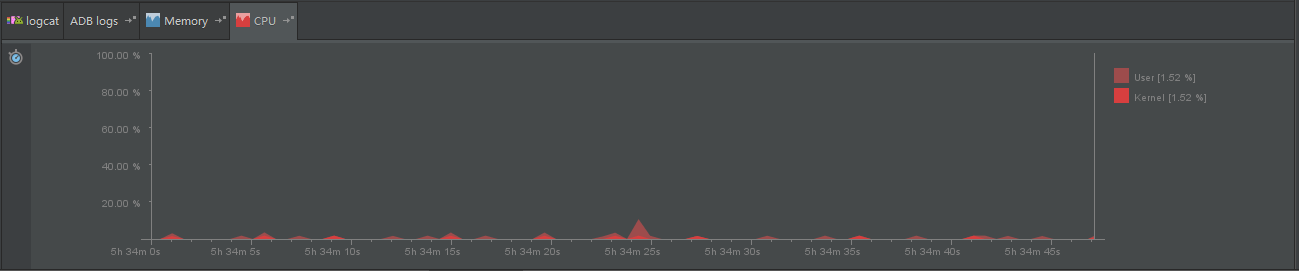 logcat ADB logs Memory CPU
100.00 %
80.00 %
60.00 %
40.00 %
20.00 %
User [1.52 %]
Kernel [1.52 %]
5h 34m 0s 5h 34m 5s 5h 34m 10s 5h 34m 15s 5h 34m 20s 5h 34m 25s 5h 34m 30s 5h 34m 35s 5h 34m 40s 5h 34m 45s